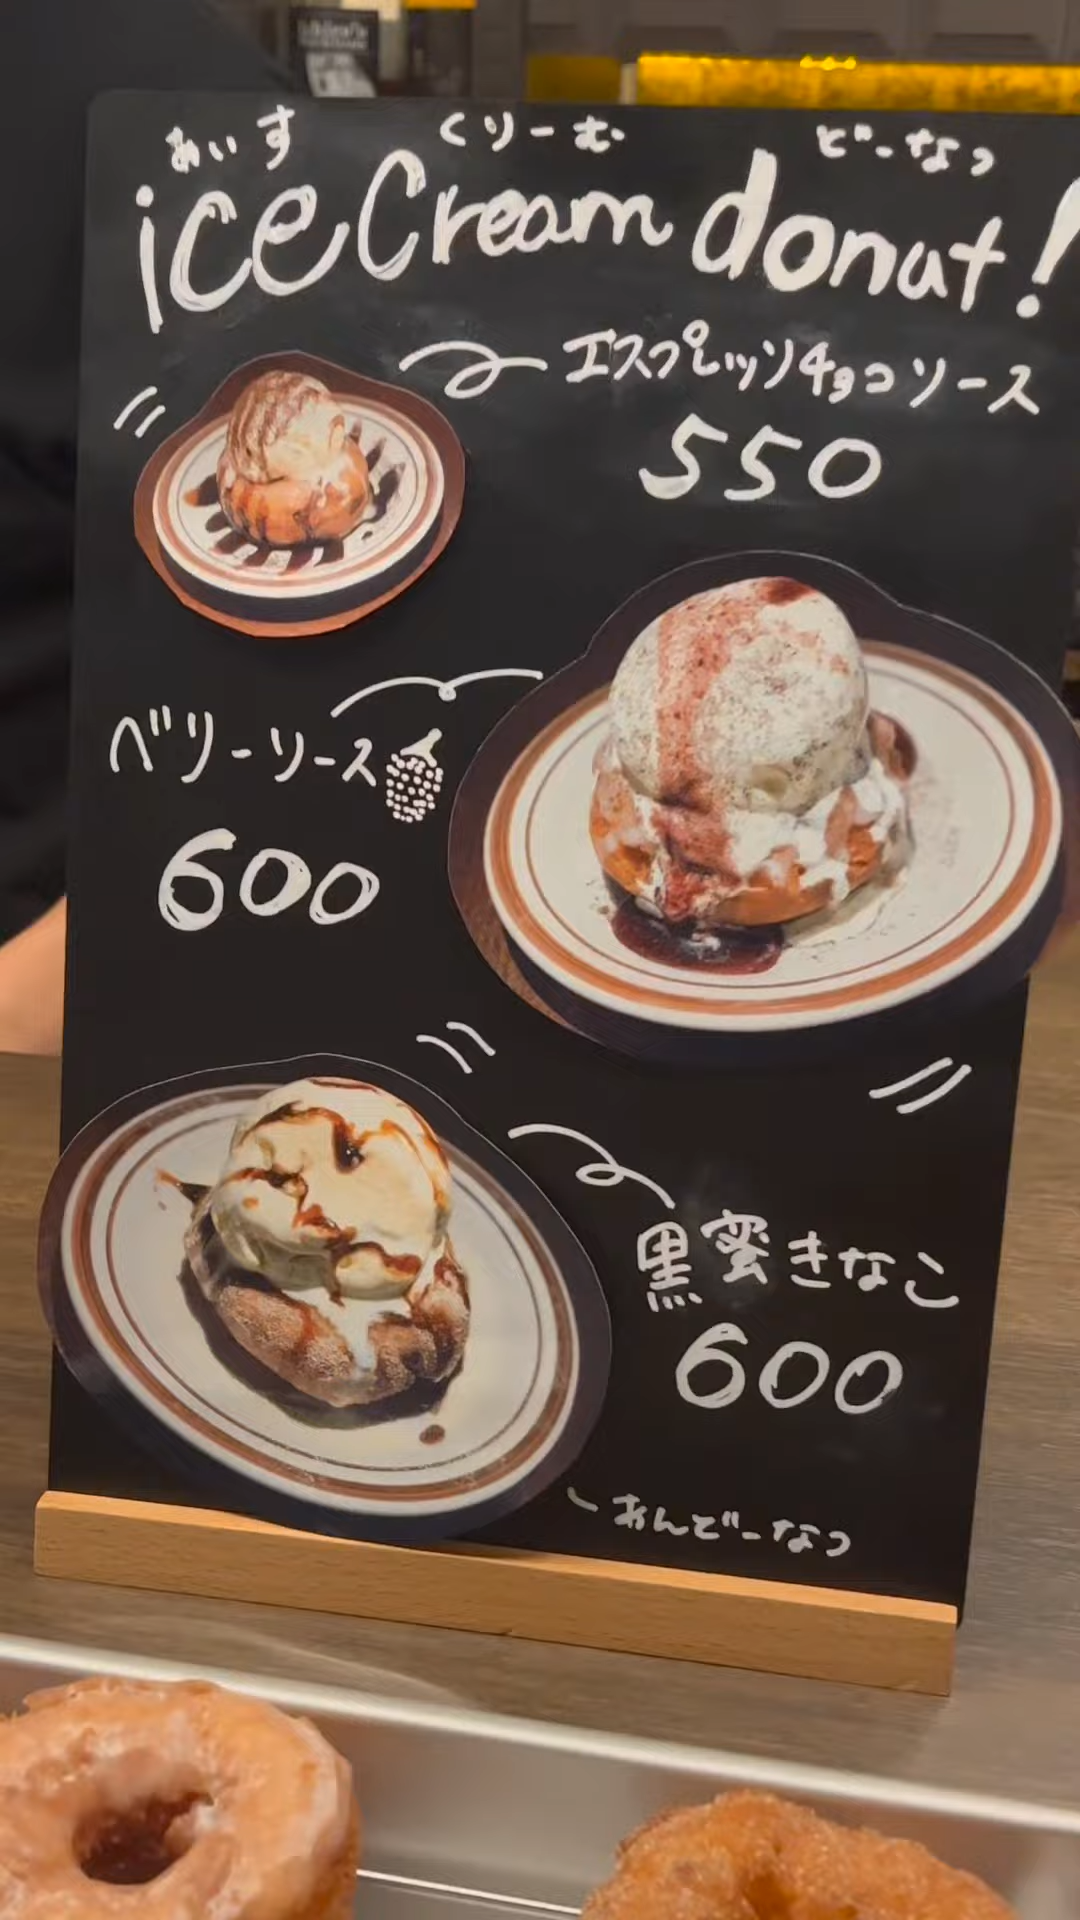 あいす くりーむ どーなつ
ice Cream donut!
エスプレッソチョコソース
550
ベリーソース
600
黒蜜きなこ
600
あんどーなつ